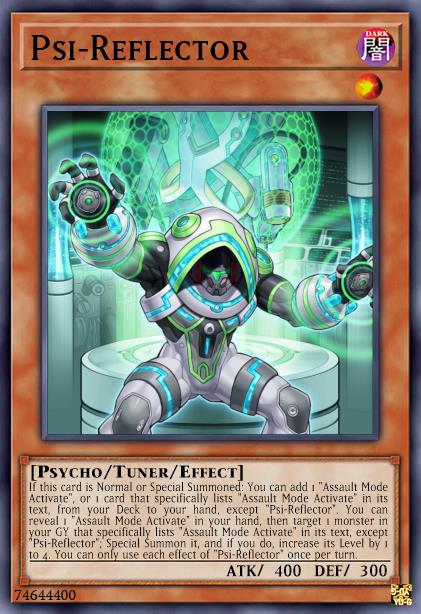 PSI-REFLECTOR
DARK
闇
[PSYCHO/TUNER/EFFECT]
If this card is Normal or Special Summoned: You can add 1 "Assault Mode
Activate", or 1 card that specifically lists "Assault Mode Activate" in its
text, from your Deck to your hand, except "Psi-Reflector". You can
reveal 1 "Assault Mode Activate" in your hand, then target 1 monster in
your GY that specifically lists "Assault Mode Activate" in its text, except
"Psi-Reflector"; Special Summon it, and if you do, increase its Level by 1
to 4. You can only use each effect of "Psi-Reflector" once per turn.
ATK/ 400 DEF/ 300
74644400